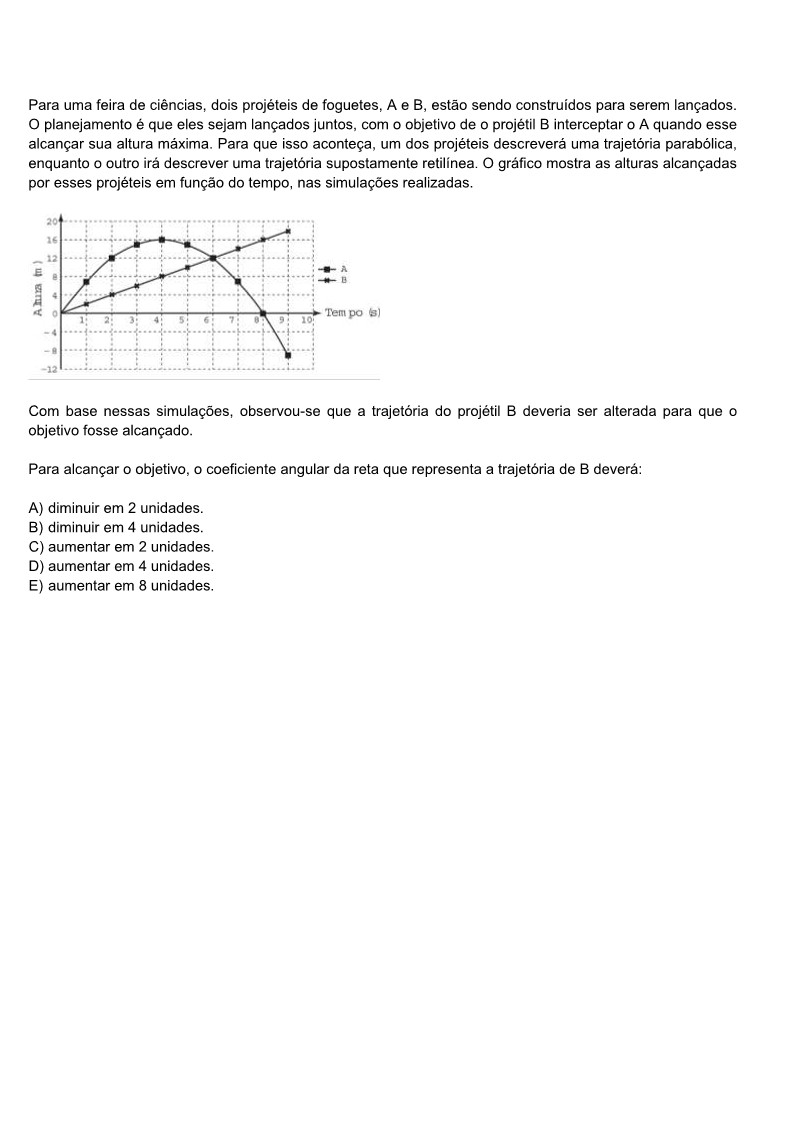 Para uma feira de ciências, dois projéteis de foguetes, A e B, estão sendo construídos para serem lançados.
O planejamento é que eles sejam lançados juntos, com o objetivo de o projétil B interceptar o A quando esse
alcançar sua altura máxima. Para que isso aconteça, um dos projéteis descreverá uma trajetória parabólica,
enquanto o outro irá descrever uma trajetória supostamente retilínea. O gráfico mostra as alturas alcançadas
por esses projéteis em função do tempo, nas simulações realizadas.
20
16
12
8
4
0
-4
-8
-12
Altura (m)
1 2 3 4 5 6 7 8 9 10
Tempo (s)
A
B
Com base nessas simulações, observou-se que a trajetória do projétil B deveria ser alterada para que o
objetivo fosse alcançado.
Para alcançar o objetivo, o coeficiente angular da reta que representa a trajetória de B deverá:
A) diminuir em 2 unidades.
B) diminuir em 4 unidades.
C) aumentar em 2 unidades.
D) aumentar em 4 unidades.
E) aumentar em 8 unidades.